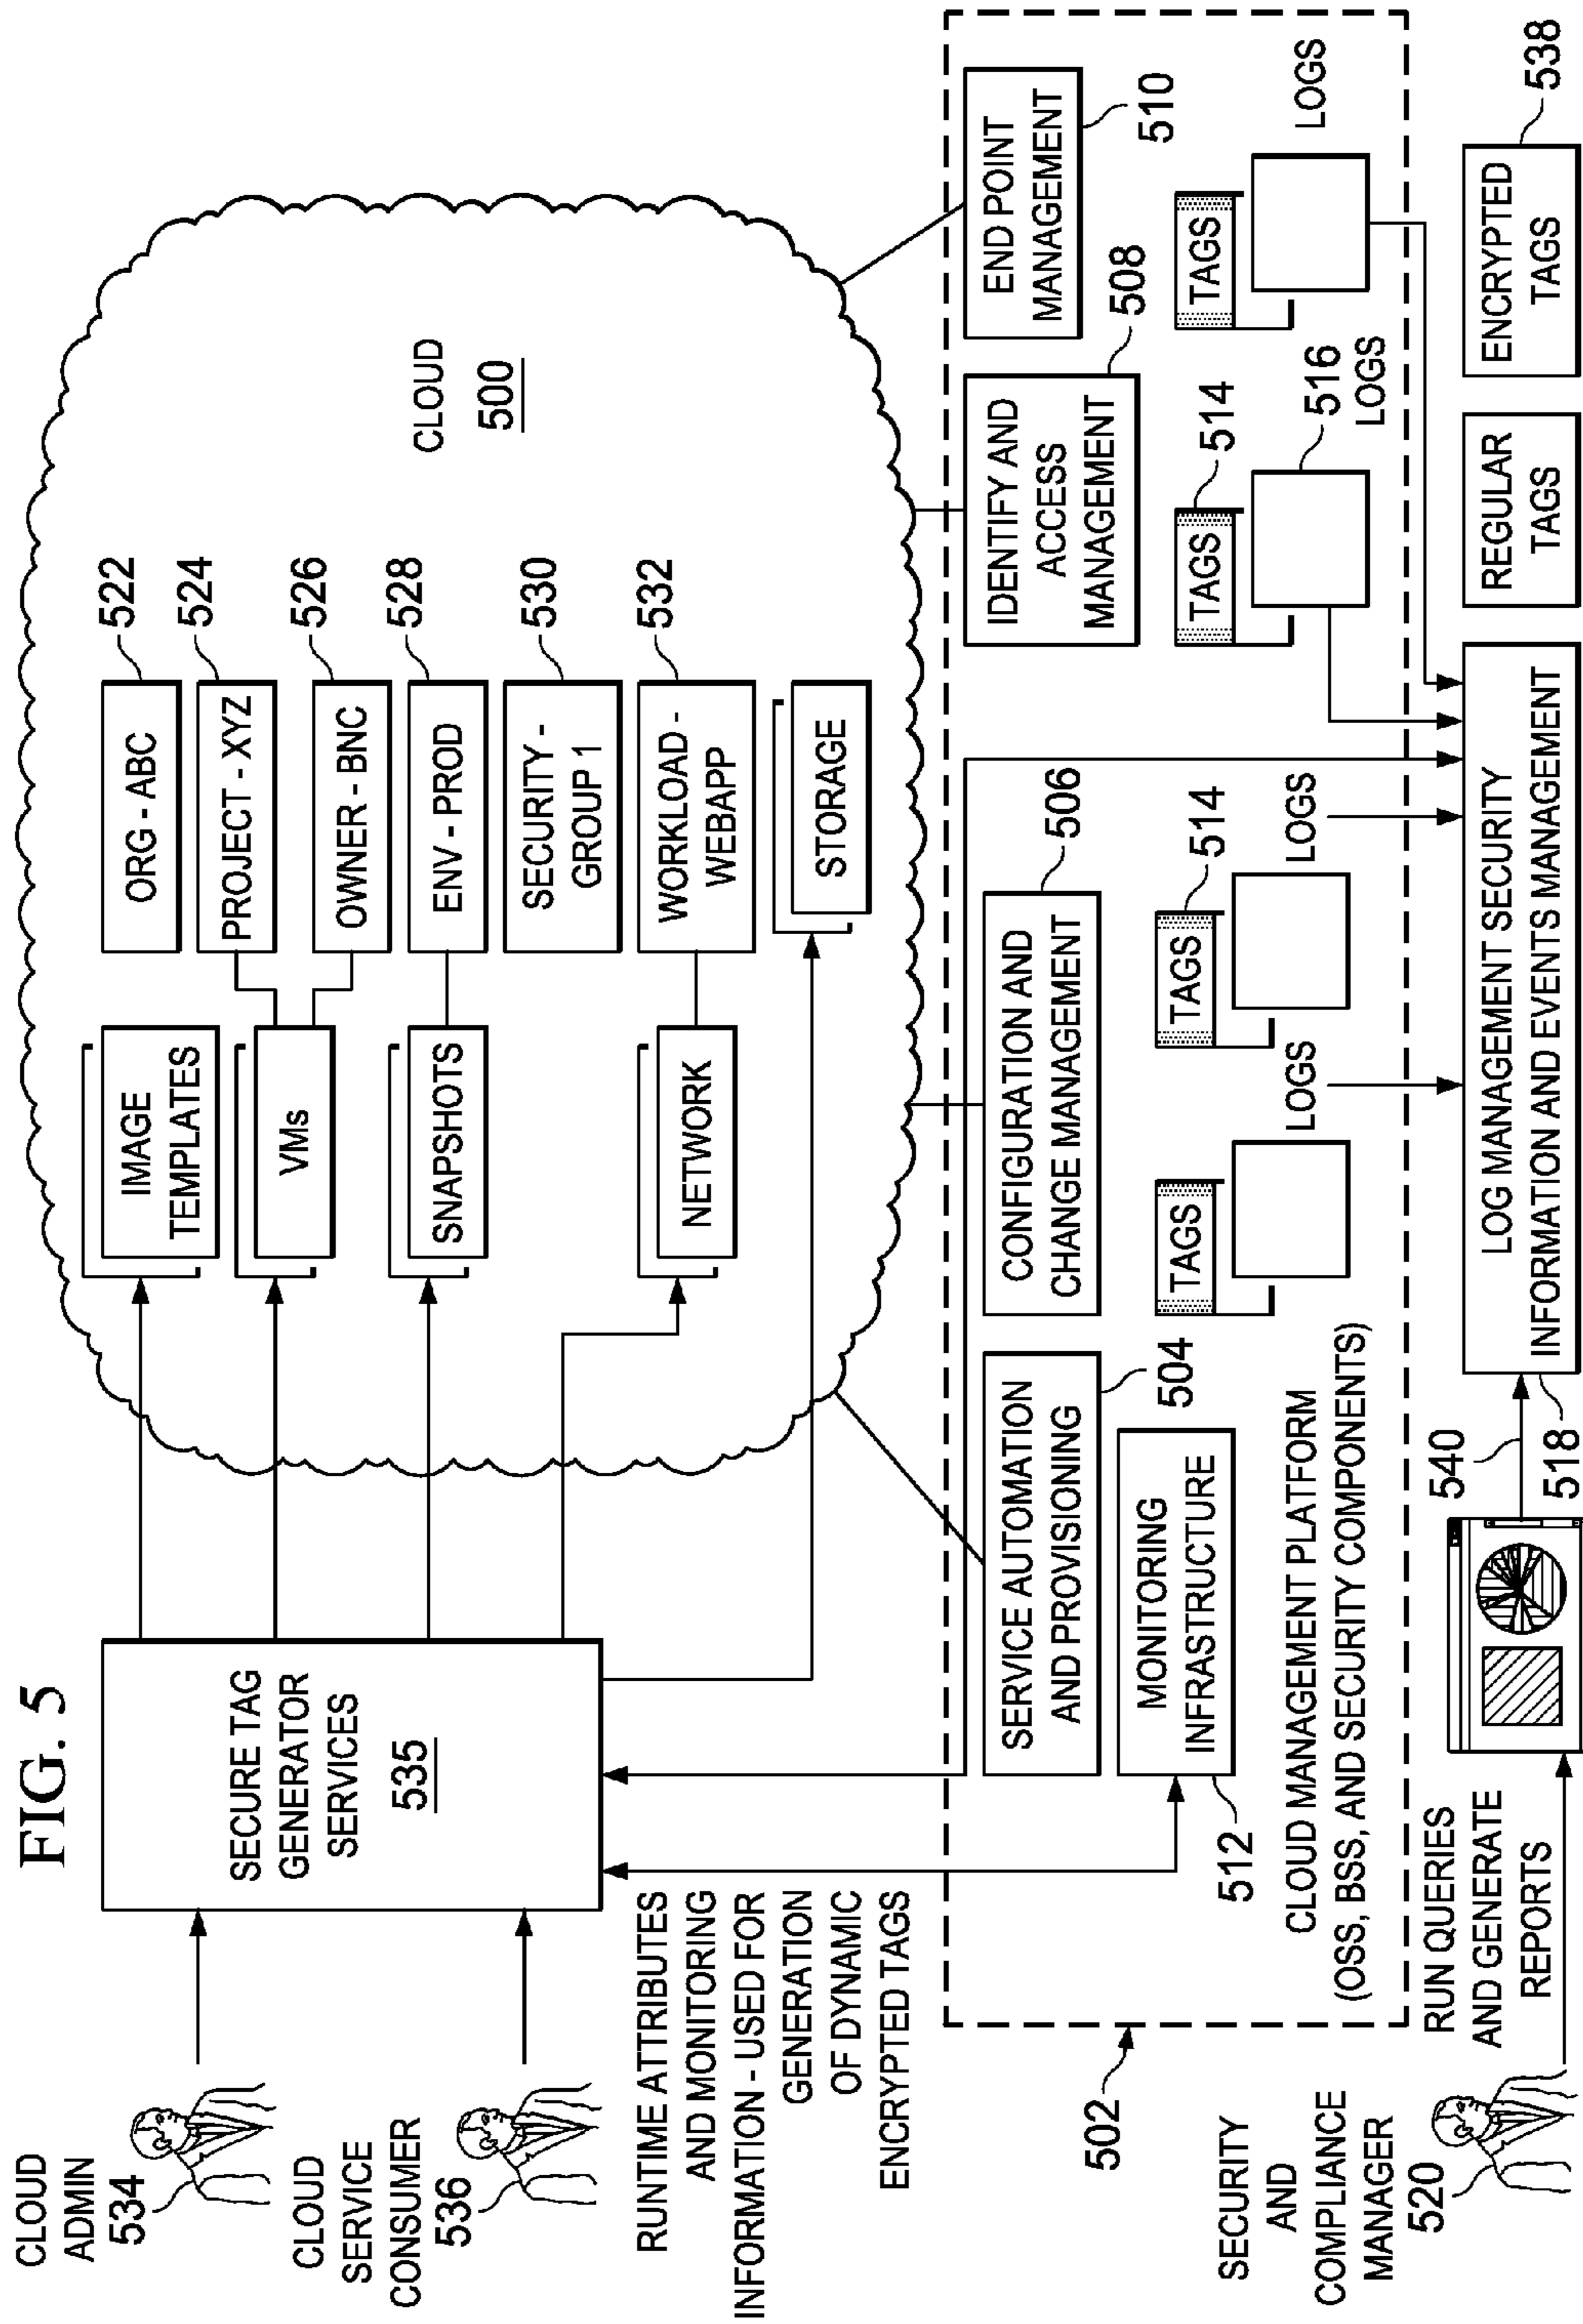 FIG. 5
CLOUD
ADMIN
534
CLOUD
SERVICE
CONSUMER
536
SECURE TAG
GENERATOR
SERVICES
535
IMAGE
TEMPLATES
VMs
SNAPSHOTS
NETWORK
STORAGE
ORG - ABC
522
PROJECT - XYZ
524
OWNER - BNC
526
ENV - PROD
528
SECURITY -
GROUP 1
530
WORKLOAD -
WEBAPP
532
CLOUD
500
RUNTIME ATTRIBUTES
AND MONITORING
INFORMATION - USED FOR
GENERATION
OF DYNAMIC
ENCRYPTED TAGS
502
SERVICE AUTOMATION
AND PROVISIONING
504
MONITORING
INFRASTRUCTURE
512
CONFIGURATION AND
CHANGE MANAGEMENT
506
IDENTIFY AND
ACCESS
MANAGEMENT
508
END POINT
MANAGEMENT
510
TAGS
LOGS
TAGS
514
LOGS
TAGS
514
516
LOGS
TAGS
LOGS
CLOUD MANAGEMENT PLATFORM
(OSS, BSS, AND SECURITY COMPONENTS)
SECURITY
AND
COMPLIANCE
MANAGER
520
RUN QUERIES
AND GENERATE
REPORTS
540
518
LOG MANAGEMENT SECURITY
INFORMATION AND EVENTS MANAGEMENT
REGULAR
TAGS
ENCRYPTED
TAGS
538